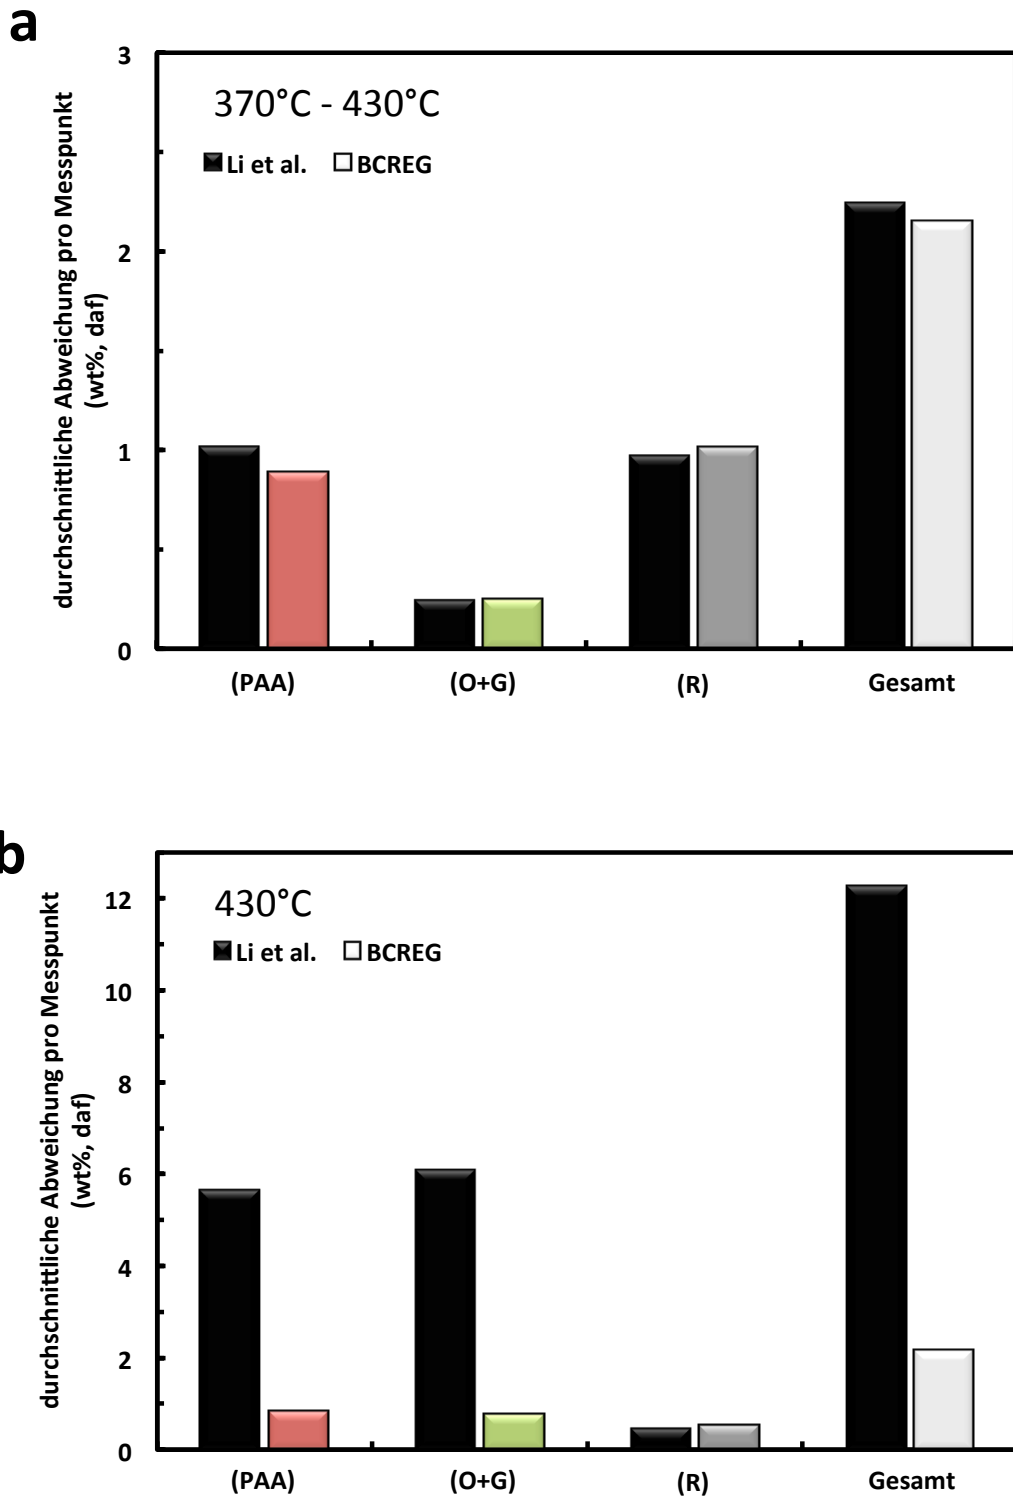 a
durchschnittliche Abweichung pro Messpunkt
(wt%, daf)
3
2
1
0
370°C - 430°C
Li et al. BCREG
(PAA) (O+G) (R) Gesamt
b
durchschnittliche Abweichung pro Messpunkt
(wt%, daf)
12
10
8
6
4
2
0
430°C
Li et al. BCREG
(PAA) (O+G) (R) Gesamt